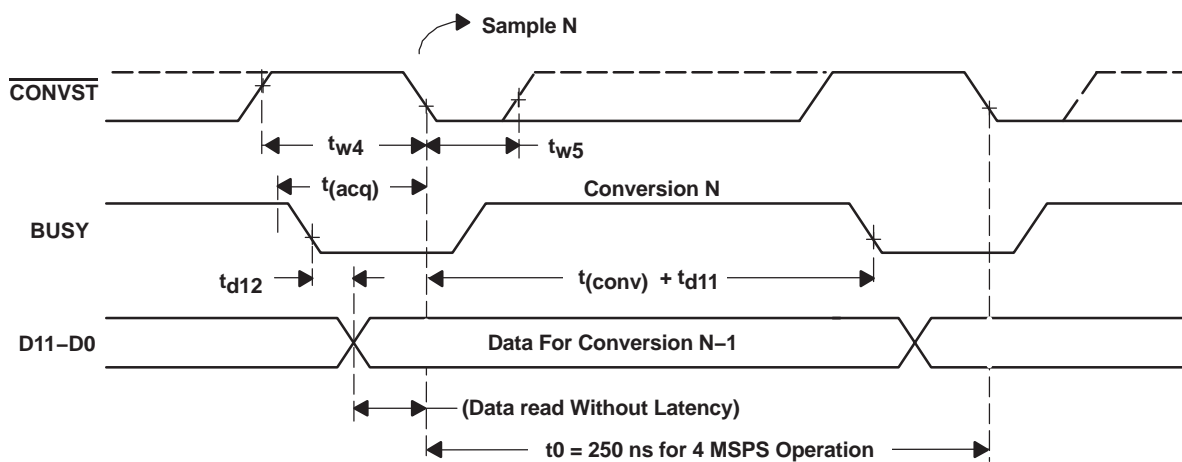 Sample N
CONVST
tw4
tw5
t(acq)
Conversion N
BUSY
td12
t(conv) + td11
D11–D0
Data For Conversion N–1
(Data read Without Latency)
t0 = 250 ns for 4 MSPS Operation